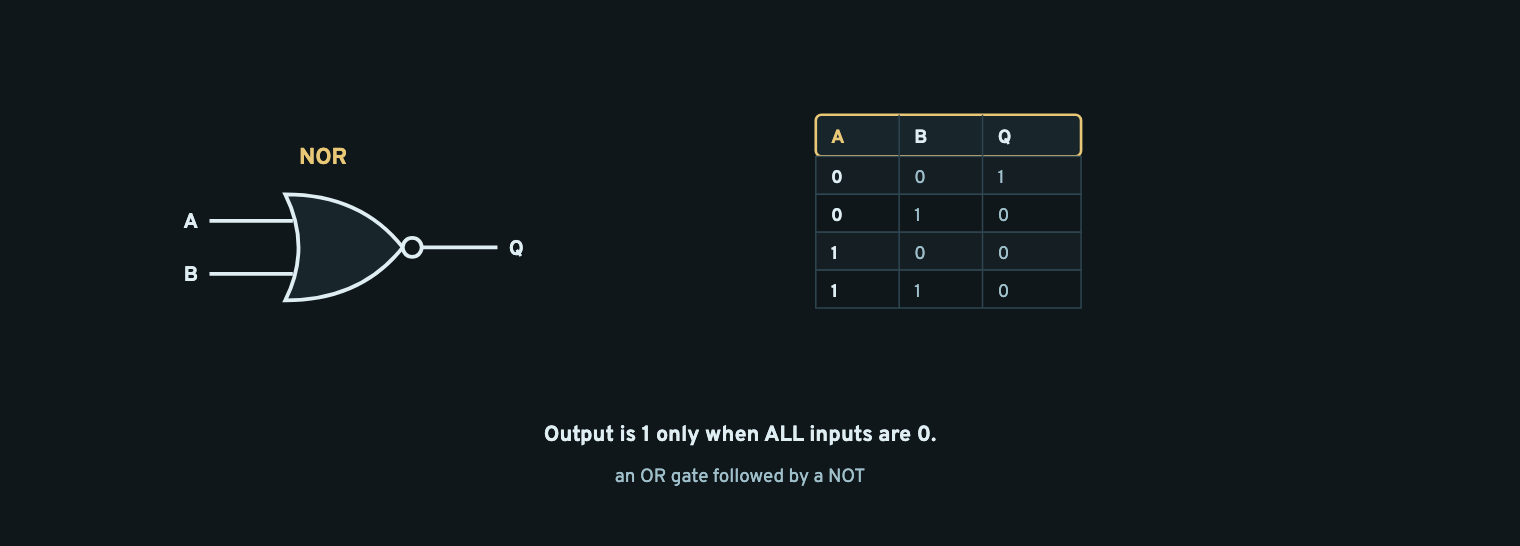 NOR
A
B
Q
A B Q
0 0 1
0 1 0
1 0 0
1 1 0
Output is 1 only when ALL inputs are 0.
an OR gate followed by a NOT